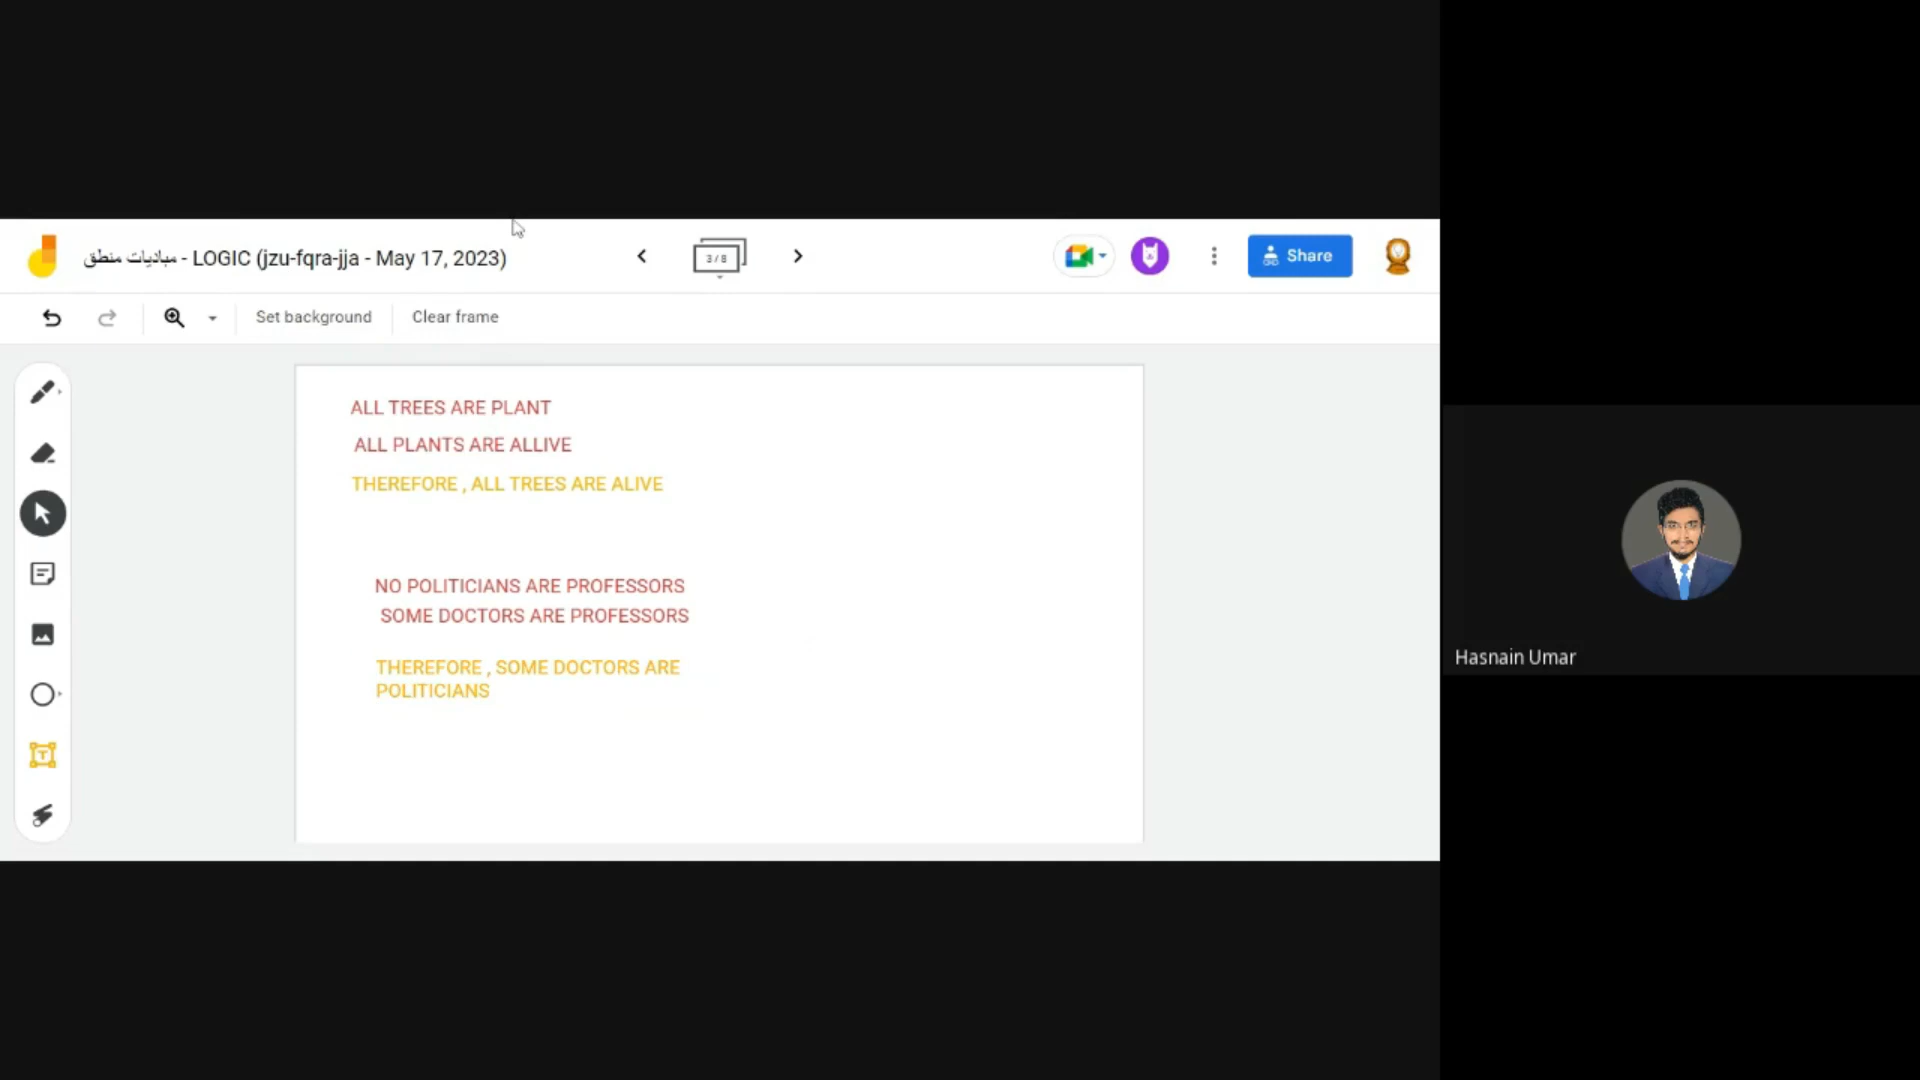 مبادیات منطق - LOGIC (jzu-fqra-jja - May 17, 2023)
3/8
Share
Set background
Clear frame
ALL TREES ARE PLANT
ALL PLANTS ARE ALLIVE
THEREFORE , ALL TREES ARE ALIVE
NO POLITICIANS ARE PROFESSORS
SOME DOCTORS ARE PROFESSORS
THEREFORE , SOME DOCTORS ARE
POLITICIANS
Hasnain Umar